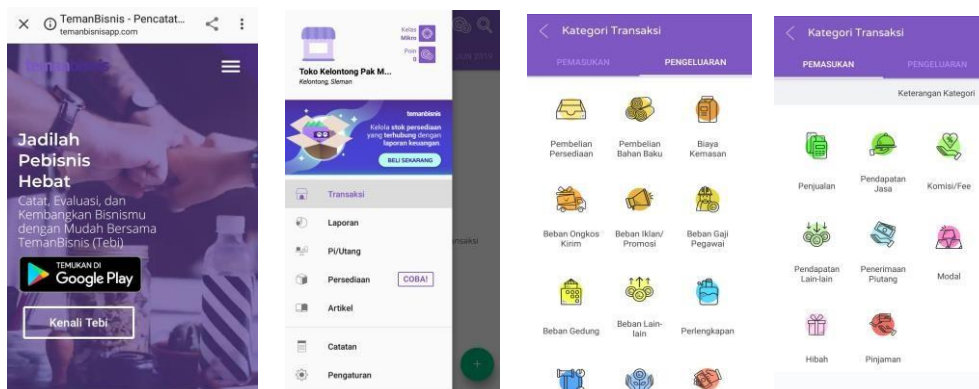 TemanBisnis - Pencatat...
temanbisnisapp.com
temanbisnis
Jadilah
Pebisnis
Hebat
Catat, Evaluasi, dan
Kembangkan Bisnismu
dengan Mudah Bersama
TemanBisnis (Tebi)
TEMUKAN DI
Google Play
Kenali Tebi
Kelas
Mikro
Poin
0
Toko Kelontong Pak M...
Kelontong, Sleman
temanbisnis
Kelola stok persediaan
yang terhubung dengan
laporan keuangan.
BELI SEKARANG
Transaksi
Laporan
Pi/Utang
Persediaan
COBA!
Artikel
Catatan
Pengaturan
Kategori Transaksi
PEMASUKAN
PENGELUARAN
Pembelian
Persediaan
Pembelian
Bahan Baku
Biaya
Kemasan
Beban Ongkos
Kirim
Beban Iklan/
Promosi
Beban Gaji
Pegawai
Beban Gedung
Beban Lain-
lain
Perlengkapan
Kategori Transaksi
PEMASUKAN
PENGELUARAN
Keterangan Kategori
Penjualan
Pendapatan
Jasa
Komisi/Fee
Pendapatan
Lain-lain
Penerimaan
Piutang
Modal
Hibah
Pinjaman